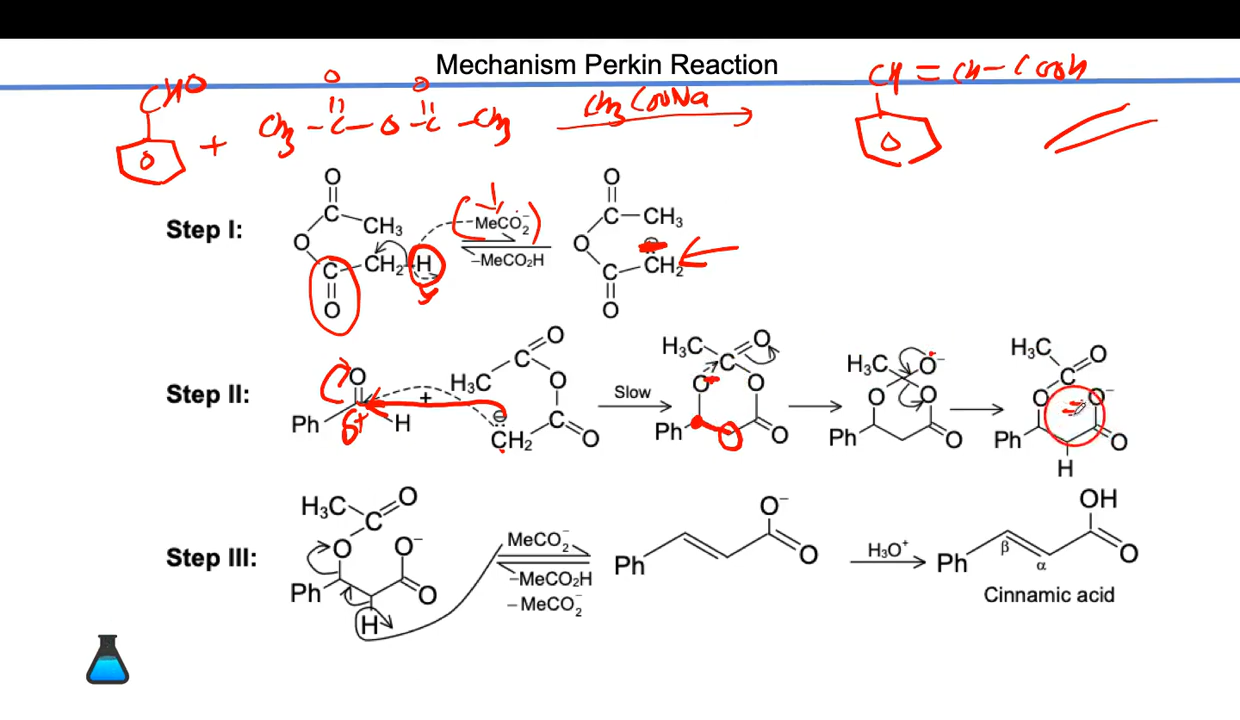 Mechanism Perkin Reaction
CHO + CH3 – C – O – C – CH3 CH3COONa CH = CH – COOH
O O
O O
Step I:
O C CH3 O C CH2 H O
MeCO2−
–MeCO2H
O C CH3 O C CH2 O
Step II:
O Ph H δ+ + H3C C O O CH2 C O
Slow
H3C C O O O Ph O
H3C O− O O Ph O
H3C C O O O− Ph O H
Step III:
H3C C O O O− Ph O H
MeCO2−
–MeCO2H
–MeCO2−
Ph O− O
H3O+
Ph β α OH O
Cinnamic acid